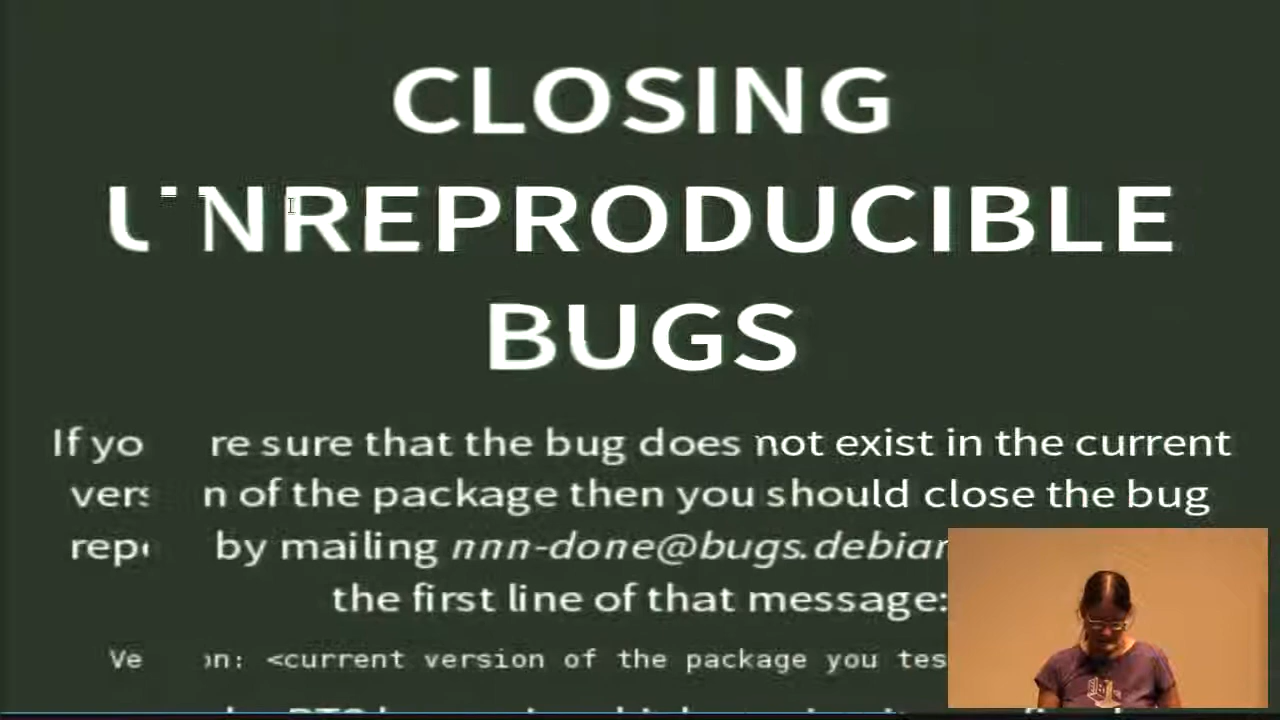 CLOSING
UNREPRODUCIBLE
BUGS
If yo re sure that the bug does not exist in the current
vers n of the package then you should close the bug
repo by mailing nnn-done@bugs.debian
the first line of that message:
Ve on: <current version of the package you tes